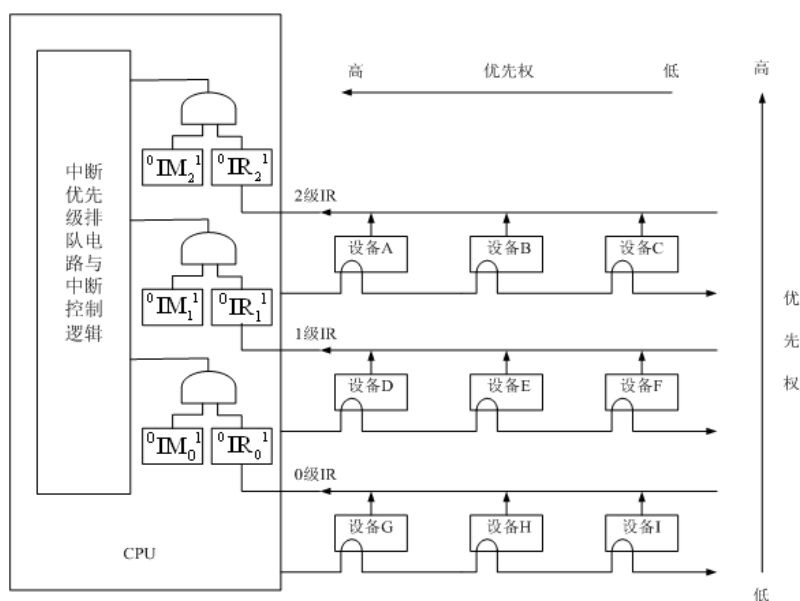 高 优先权 低
高
中断
优先
级排
队电
路与
中断
控制
逻辑
0 IM2 1
0 IR2 1
2级IR
设备A 设备B 设备C
0 IM1 1
0 IR1 1
1级IR
设备D 设备E 设备F
优
先
权
0 IM0 1
0 IR0 1
0级IR
设备G 设备H 设备I
CPU
低